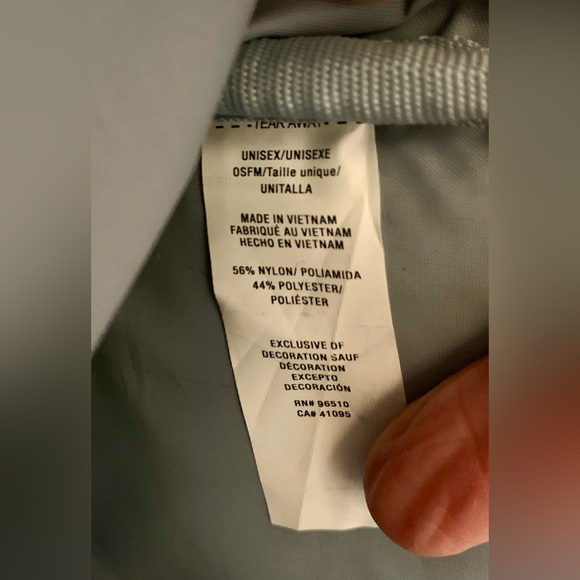 - - -TEAR AWAY- - -
UNISEX/UNISEXE
OSFM/Taille unique/
UNITALLA
MADE IN VIETNAM
FABRIQUÉ AU VIETNAM
HECHO EN VIETNAM
56% NYLON/ POLIAMIDA
44% POLYESTER/
POLIÉSTER
EXCLUSIVE OF
DECORATION SAUF
DÉCORATION
EXCEPTO
DECORACIÓN
RN# 96510
CA# 41095